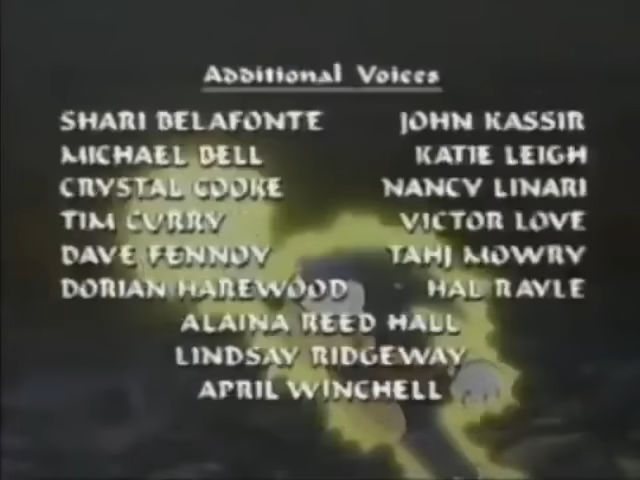 Additional Voices
SHARI BELAFONTE JOHN KASSIR
MICHAEL BELL KATIE LEIGH
CRYSTAL COOKE NANCY LINARI
TIM CURRY VICTOR LOVE
DAVE FENNOY TAHJ MOWRY
DORIAN HAREWOOD HAL RAYLE
ALAINA REED HALL
LINDSAY RIDGEWAY
APRIL WINCHELL